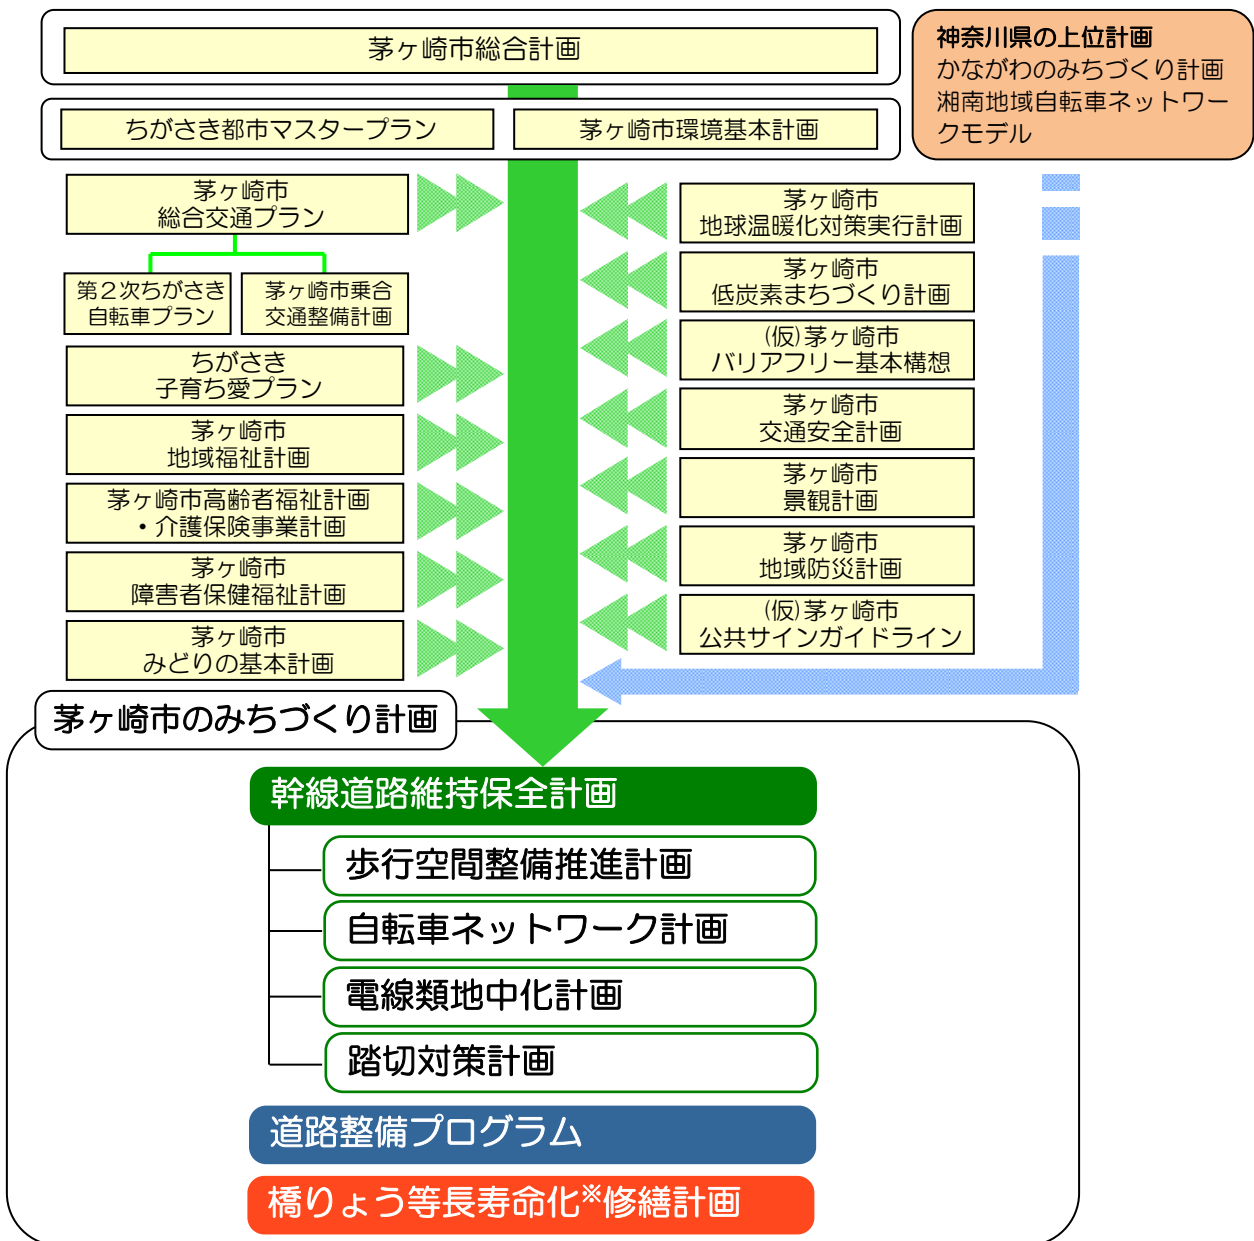 茅ヶ崎市総合計画
ちがさき都市マスタープラン
茅ヶ崎市環境基本計画
神奈川県の上位計画
かながわのみちづくり計画
湘南地域自転車ネットワー
クモデル
茅ヶ崎市
総合交通プラン
第２次ちがさき
自転車プラン
茅ヶ崎市乗合
交通整備計画
ちがさき
子育ち愛プラン
茅ヶ崎市
地域福祉計画
茅ヶ崎市高齢者福祉計画
・介護保険事業計画
茅ヶ崎市
障害者保健福祉計画
茅ヶ崎市
みどりの基本計画
茅ヶ崎市
地球温暖化対策実行計画
茅ヶ崎市
低炭素まちづくり計画
(仮)茅ヶ崎市
バリアフリー基本構想
茅ヶ崎市
交通安全計画
茅ヶ崎市
景観計画
茅ヶ崎市
地域防災計画
(仮)茅ヶ崎市
公共サインガイドライン
茅ヶ崎市のみちづくり計画
幹線道路維持保全計画
歩行空間整備推進計画
自転車ネットワーク計画
電線類地中化計画
踏切対策計画
道路整備プログラム
橋りょう等長寿命化※修繕計画